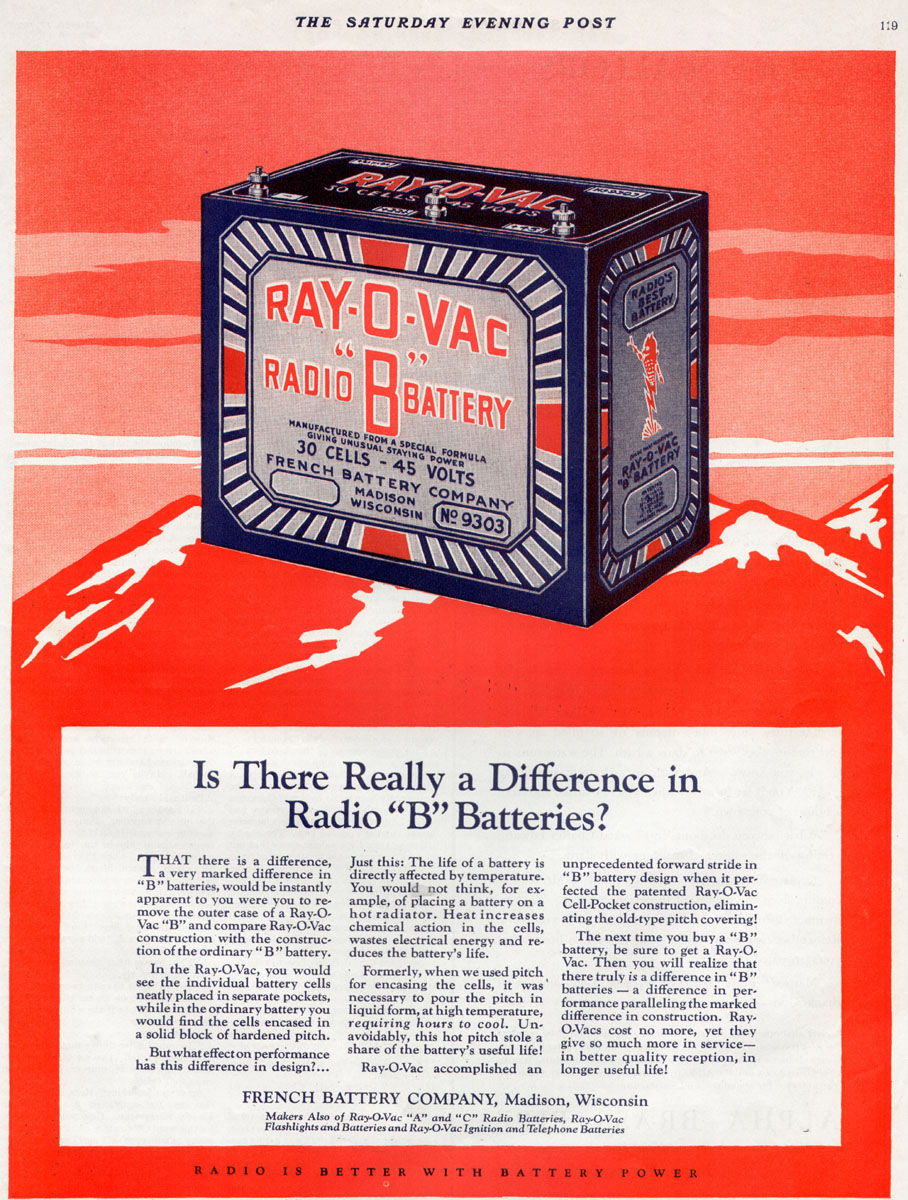 THE SATURDAY EVENING POST
119
RAY-O-VAC
30 CELLS 45 VOLTS
RAY-O-VAC
RADIO "B" BATTERY
MANUFACTURED FROM A SPECIAL FORMULA
GIVING UNUSUAL STAYING POWER
30 CELLS - 45 VOLTS
FRENCH BATTERY COMPANY
MADISON
WISCONSIN
No 9303
RADIO'S
BEST
BATTERY
RAY-O-VAC
"B" BATTERY
Is There Really a Difference in
Radio "B" Batteries?
THAT there is a difference,
a very marked difference in
"B" batteries, would be instantly
apparent to you were you to re-
move the outer case of a Ray-O-
Vac "B" and compare Ray-O-Vac
construction with the construc-
tion of the ordinary "B" battery.
In the Ray-O-Vac, you would
see the individual battery cells
neatly placed in separate pockets,
while in the ordinary battery you
would find the cells encased in
a solid block of hardened pitch.
But what effect on performance
has this difference in design?...
Just this: The life of a battery is
directly affected by temperature.
You would not think, for ex-
ample, of placing a battery on a
hot radiator. Heat increases
chemical action in the cells,
wastes electrical energy and re-
duces the battery's life.
Formerly, when we used pitch
for encasing the cells, it was
necessary to pour the pitch in
liquid form, at high temperature,
requiring hours to cool. Un-
avoidably, this hot pitch stole a
share of the battery's useful life!
Ray-O-Vac accomplished an
unprecedented forward stride in
"B" battery design when it per-
fected the patented Ray-O-Vac
Cell-Pocket construction, elimin-
ating the old-type pitch covering!
The next time you buy a "B"
battery, be sure to get a Ray-O-
Vac. Then you will realize that
there truly is a difference in "B"
batteries — a difference in per-
formance paralleling the marked
difference in construction. Ray-
O-Vacs cost no more, yet they
give so much more in service—
in better quality reception, in
longer useful life!
FRENCH BATTERY COMPANY, Madison, Wisconsin
Makers Also of Ray-O-Vac "A" and "C" Radio Batteries, Ray-O-Vac
Flashlights and Batteries and Ray-O-Vac Ignition and Telephone Batteries
RADIO IS BETTER WITH BATTERY POWER